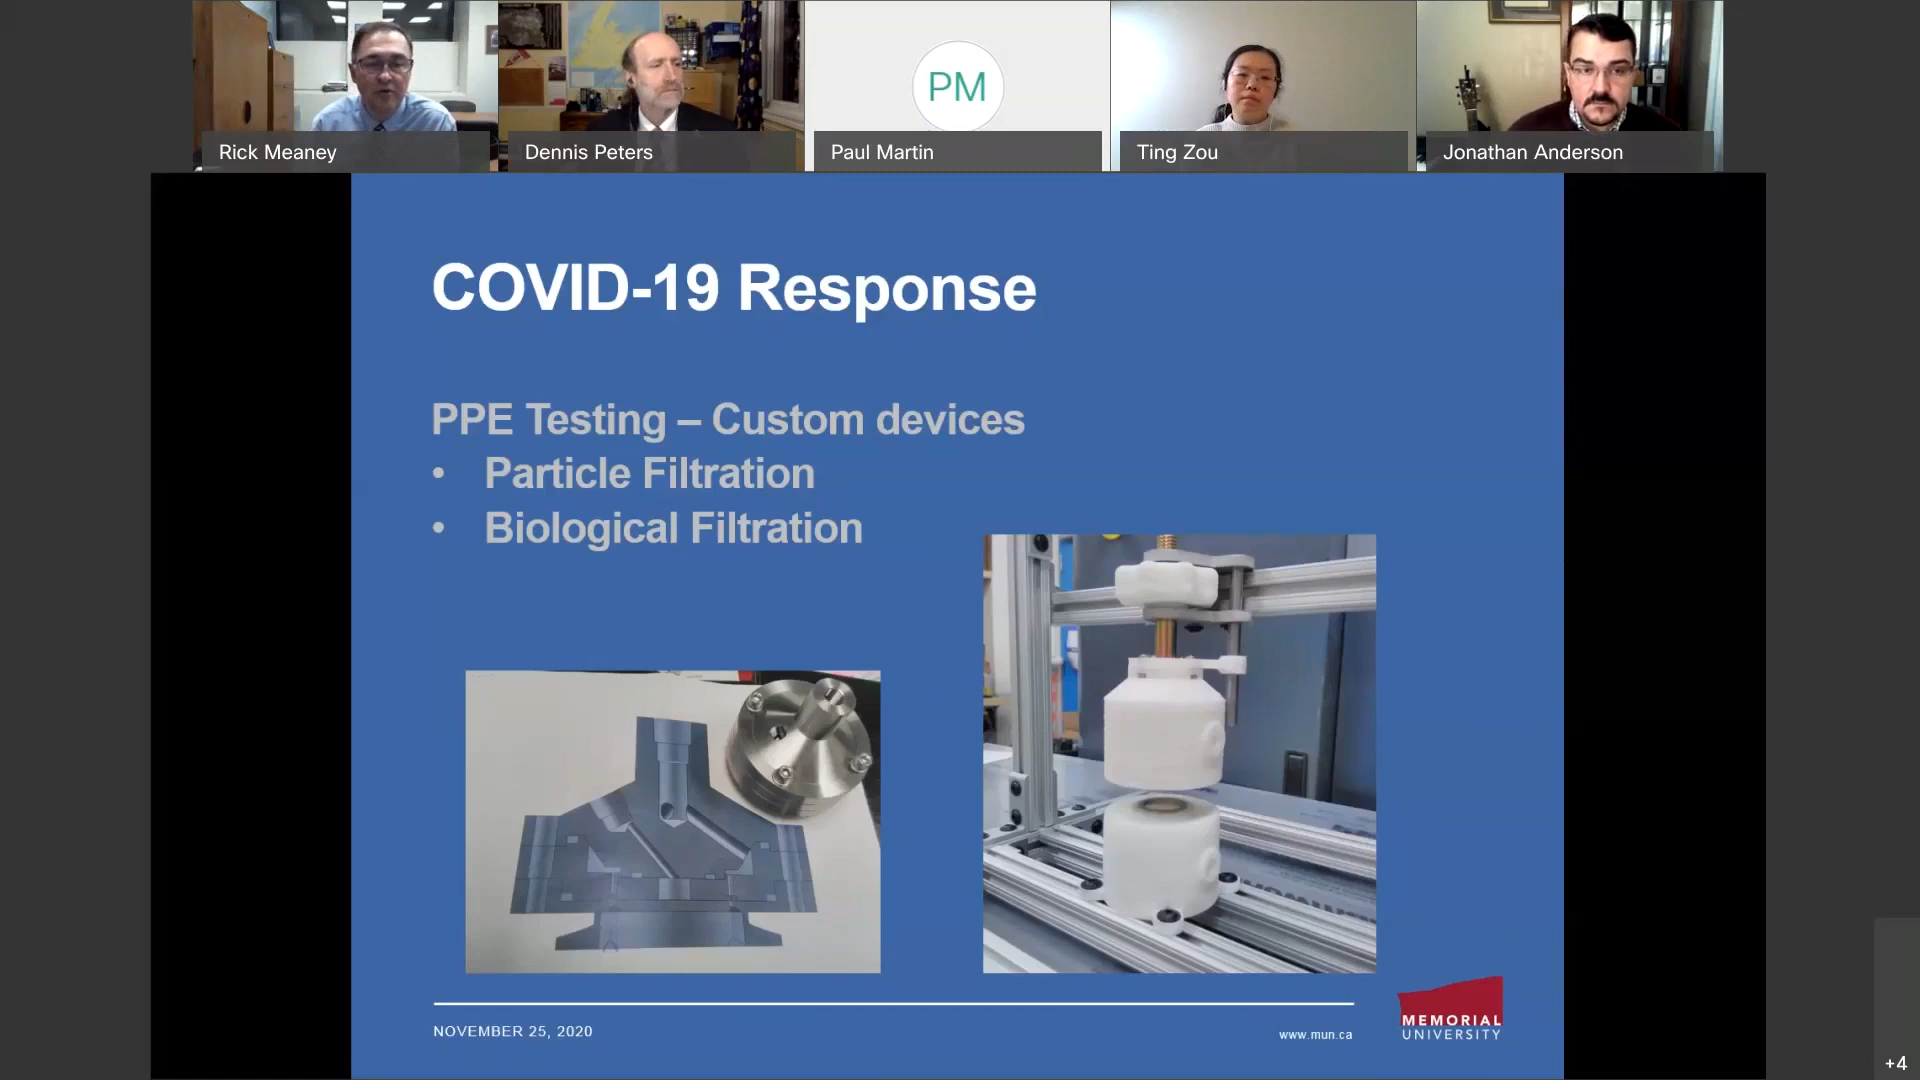 Rick Meaney
Dennis Peters
PM
Paul Martin
Ting Zou
Jonathan Anderson
COVID-19 Response
PPE Testing – Custom devices
• Particle Filtration
• Biological Filtration
NOVEMBER 25, 2020
www.mun.ca
MEMORIAL
UNIVERSITY
+4